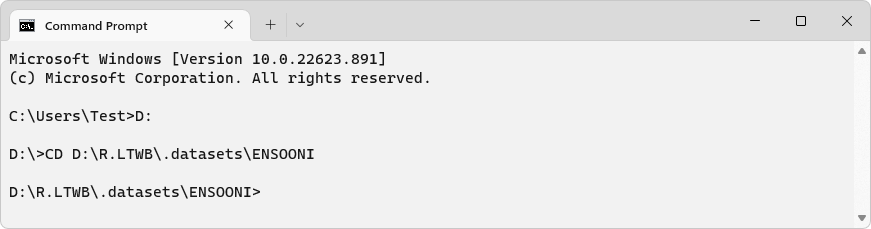 Command Prompt
Microsoft Windows [Version 10.0.22623.891]
(c) Microsoft Corporation. All rights reserved.
C:\Users\Test>D:
D:\>CD D:\R.LTWB\.datasets\ENSOONI
D:\R.LTWB\.datasets\ENSOONI>